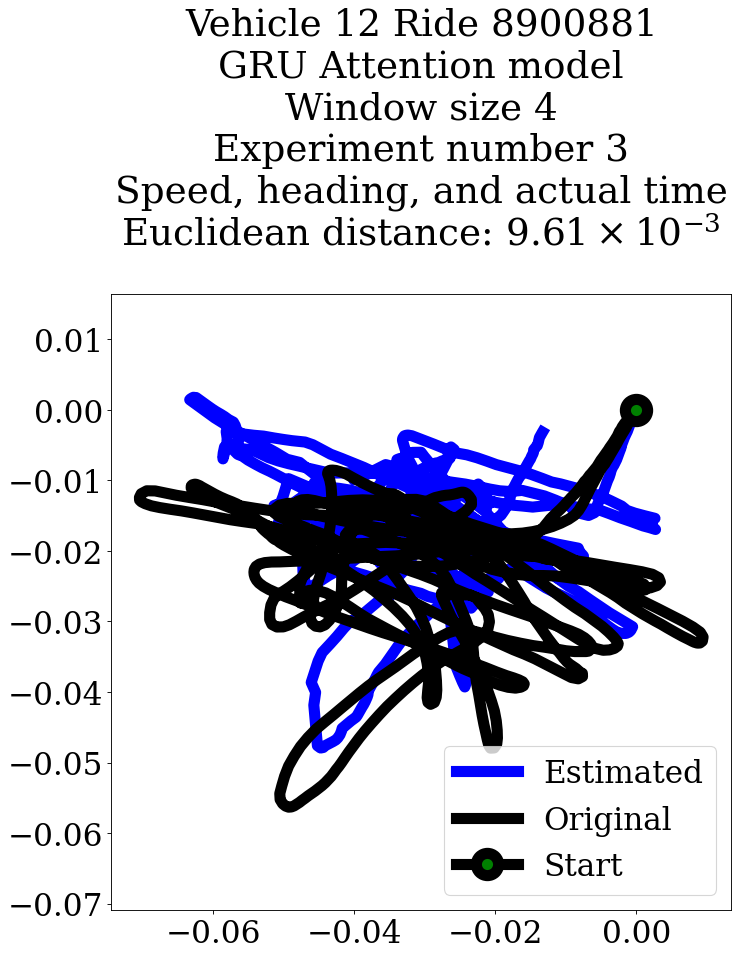 Vehicle 12 Ride 8900881
GRU Attention model
Window size 4
Experiment number 3
Speed, heading, and actual time
Euclidean distance: 9.61 × 10⁻³
0.01
0.00
−0.01
−0.02
−0.03
−0.04
−0.05
−0.06
−0.07
Estimated
Original
Start
−0.06 −0.04 −0.02 0.00